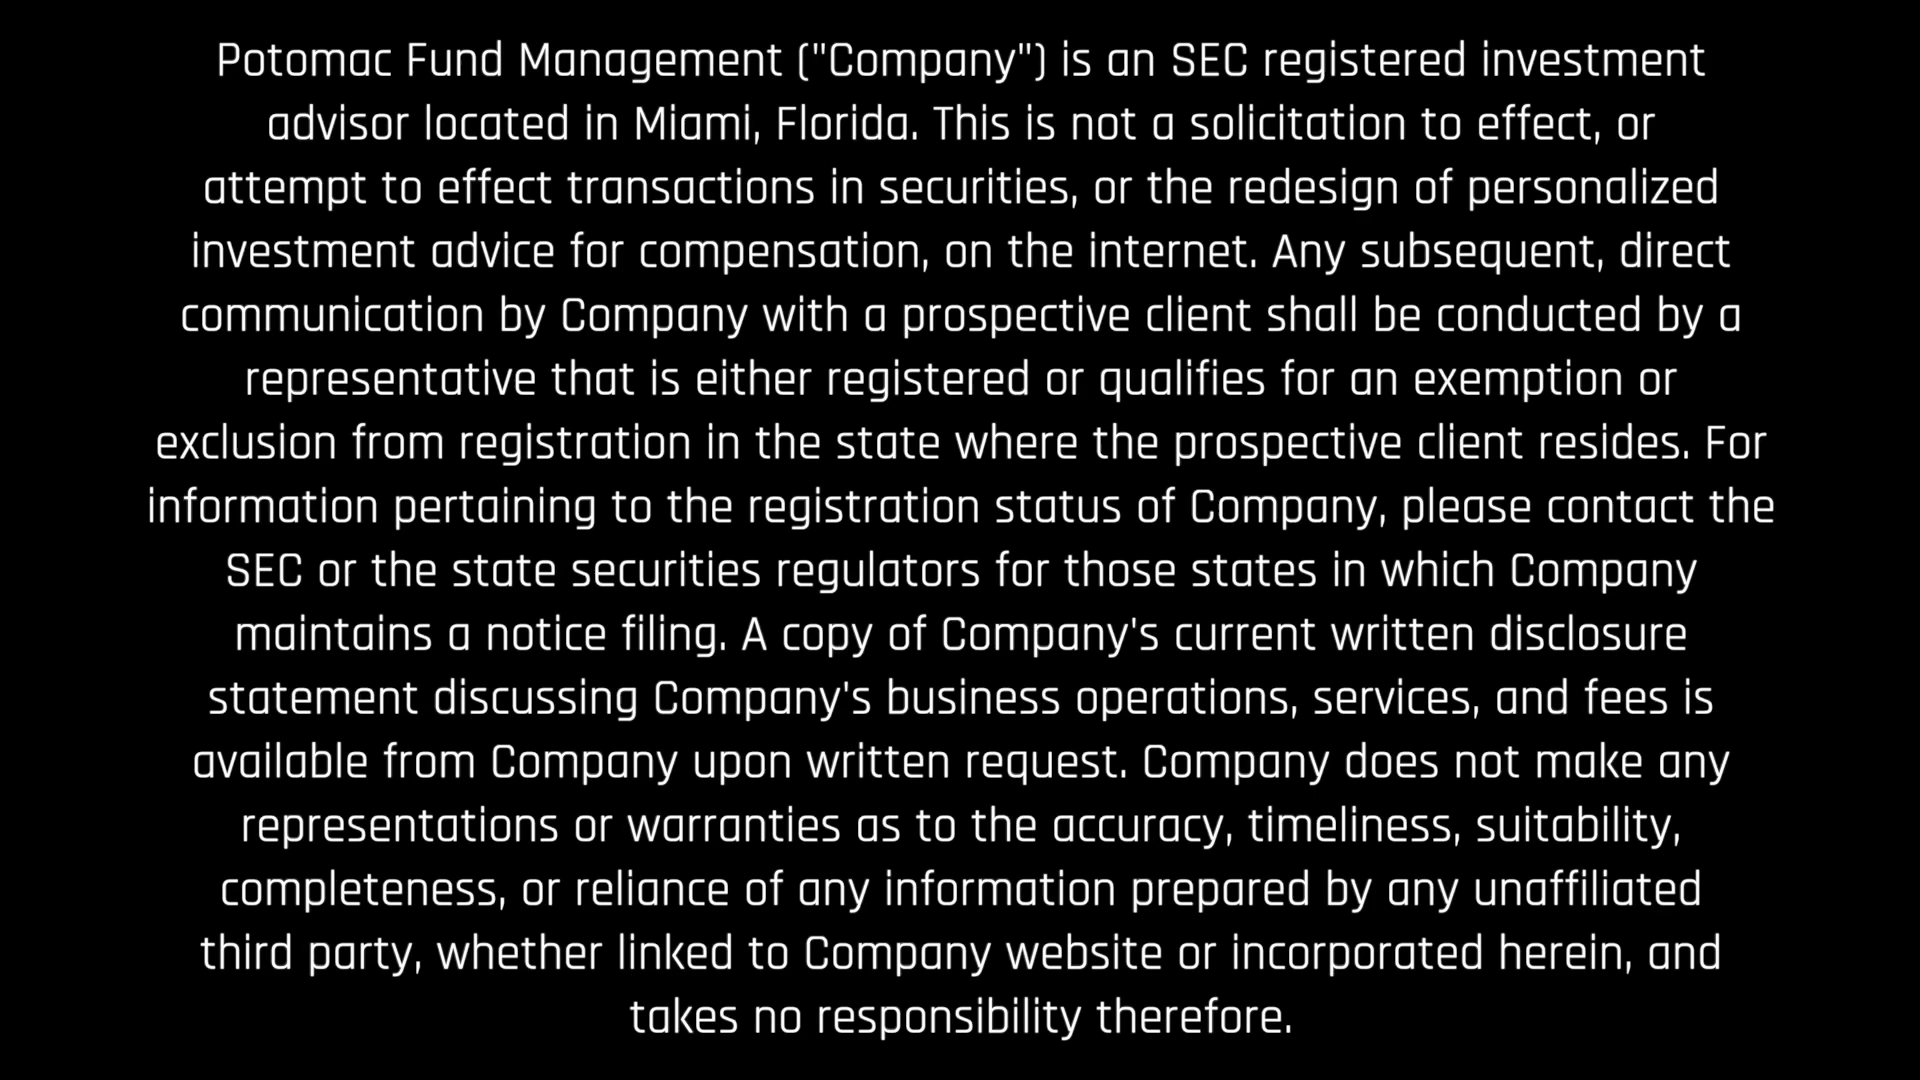 Potomac Fund Management ("Company") is an SEC registered investment
advisor located in Miami, Florida. This is not a solicitation to effect, or
attempt to effect transactions in securities, or the redesign of personalized
investment advice for compensation, on the internet. Any subsequent, direct
communication by Company with a prospective client shall be conducted by a
representative that is either registered or qualifies for an exemption or
exclusion from registration in the state where the prospective client resides. For
information pertaining to the registration status of Company, please contact the
SEC or the state securities regulators for those states in which Company
maintains a notice filing. A copy of Company's current written disclosure
statement discussing Company's business operations, services, and fees is
available from Company upon written request. Company does not make any
representations or warranties as to the accuracy, timeliness, suitability,
completeness, or reliance of any information prepared by any unaffiliated
third party, whether linked to Company website or incorporated herein, and
takes no responsibility therefore.